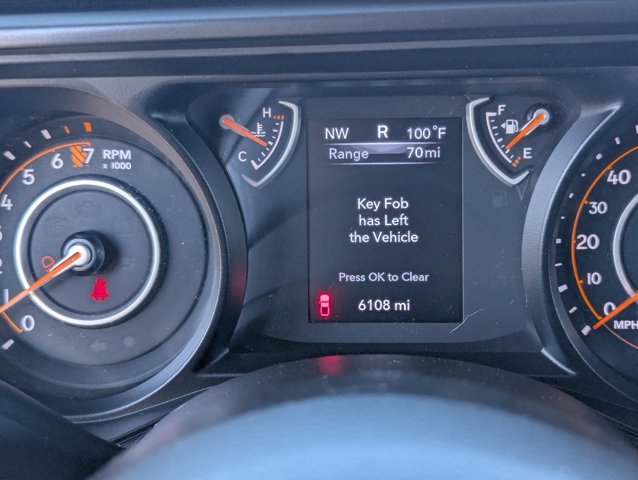 H
C
NW R 100°F
Range 70mi
Key Fob
has Left
the Vehicle
Press OK to Clear
6108 mi
F
E
0
1
4
5
6
7
RPM
x 1000
40
30
20
10
0
MPH